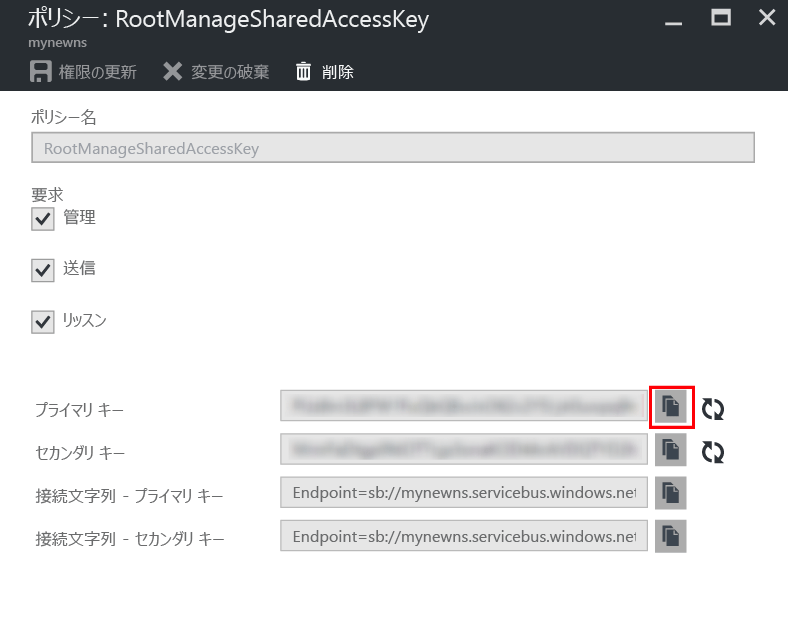 ポリシー: RootManageSharedAccessKey
mynewns
権限の更新 変更の破棄 削除
ポリシー名
RootManageSharedAccessKey
要求
管理
送信
リッスン
プライマリ キー
セカンダリ キー
接続文字列 - プライマリ キー Endpoint=sb://mynewns.servicebus.windows.net
接続文字列 - セカンダリ キー Endpoint=sb://mynewns.servicebus.windows.net